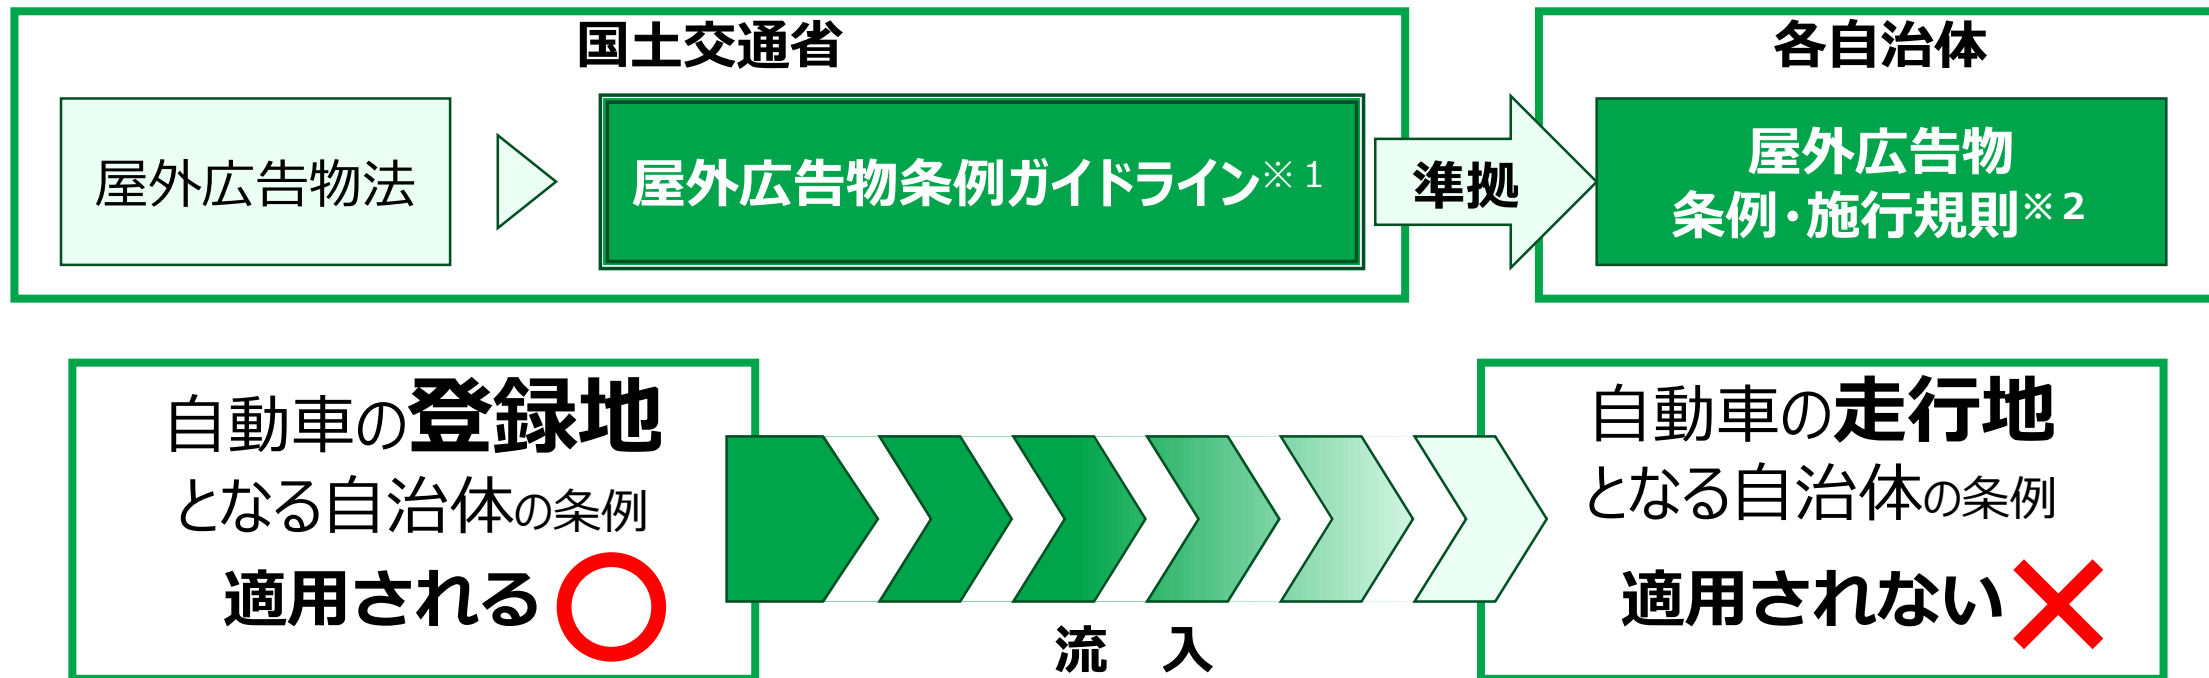 国土交通省
各自治体
屋外広告物法
屋外広告物条例ガイドライン※1
準拠
屋外広告物
条例・施行規則※2
自動車の登録地
となる自治体の条例
適用される
流 入
自動車の走行地
となる自治体の条例
適用されない